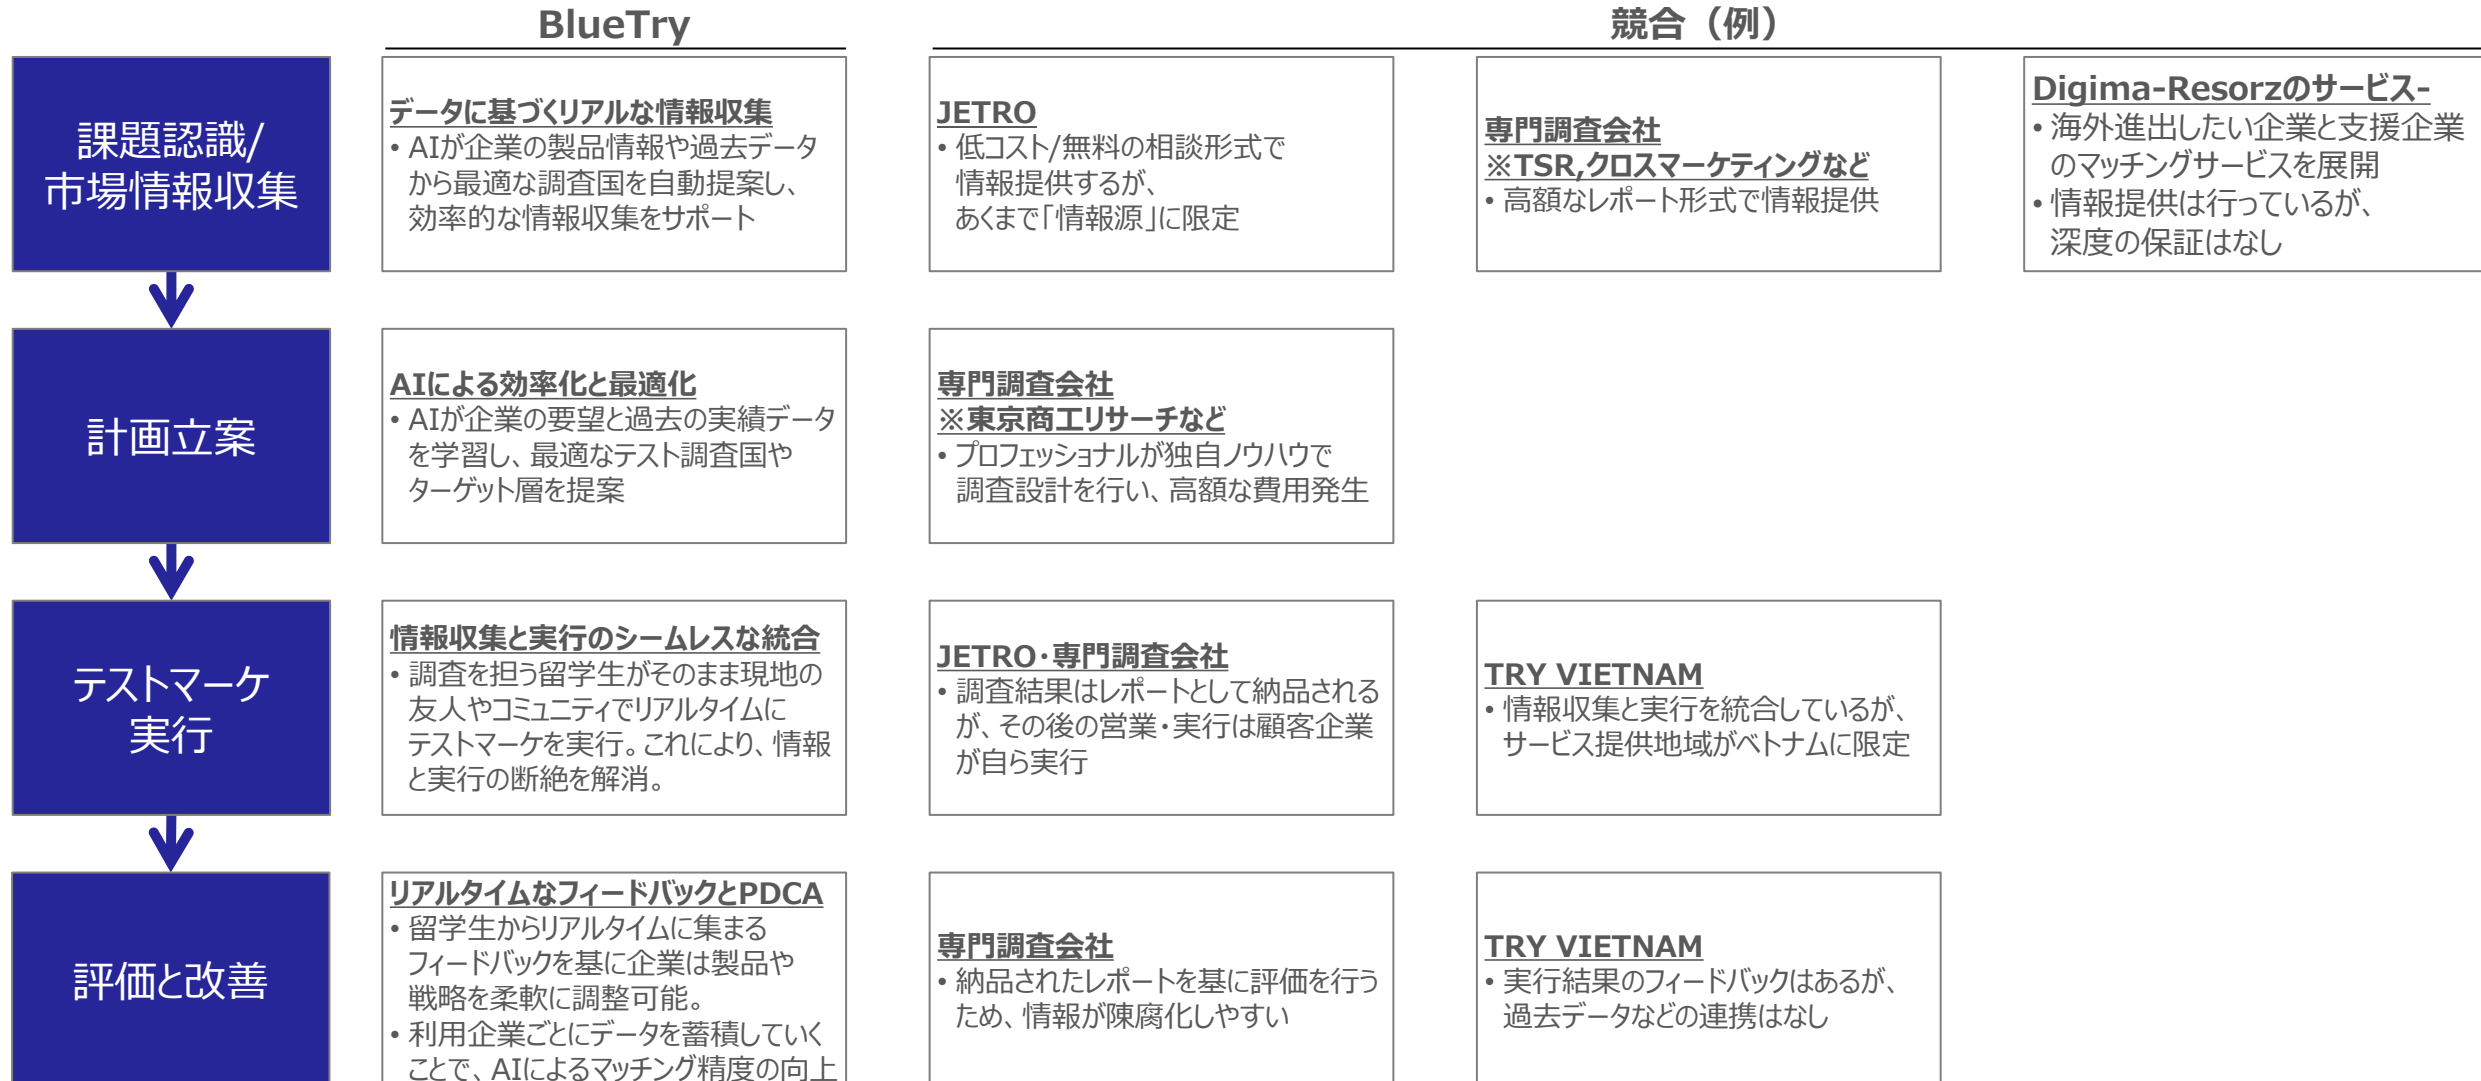 BlueTry
競合（例）
課題認識/
市場情報収集
データに基づくリアルな情報収集
• AIが企業の製品情報や過去データ
から最適な調査国を自動提案し、
効率的な情報収集をサポート
JETRO
• 低コスト/無料の相談形式で
情報提供するが、
あくまで「情報源」に限定
専門調査会社
※TSR,クロスマーケティングなど
• 高額なレポート形式で情報提供
Digima-Resorzのサービス-
• 海外進出したい企業と支援企業
のマッチングサービスを展開
• 情報提供は行っているが、
深度の保証はなし
計画立案
AIによる効率化と最適化
• AIが企業の要望と過去の実績データ
を学習し、最適なテスト調査国や
ターゲット層を提案
専門調査会社
※東京商工リサーチなど
• プロフェッショナルが独自ノウハウで
調査設計を行い、高額な費用発生
テストマーケ
実行
情報収集と実行のシームレスな統合
• 調査を担う留学生がそのまま現地の
友人やコミュニティでリアルタイムに
テストマーケを実行。これにより、情報
と実行の断絶を解消。
JETRO・専門調査会社
• 調査結果はレポートとして納品される
が、その後の営業・実行は顧客企業
が自ら実行
TRY VIETNAM
• 情報収集と実行を統合しているが、
サービス提供地域がベトナムに限定
評価と改善
リアルタイムなフィードバックとPDCA
• 留学生からリアルタイムに集まる
フィードバックを基に企業は製品や
戦略を柔軟に調整可能。
• 利用企業ごとにデータを蓄積していく
ことで、AIによるマッチング精度の向上
専門調査会社
• 納品されたレポートを基に評価を行う
ため、情報が陳腐化しやすい
TRY VIETNAM
• 実行結果のフィードバックはあるが、
過去データなどの連携はなし